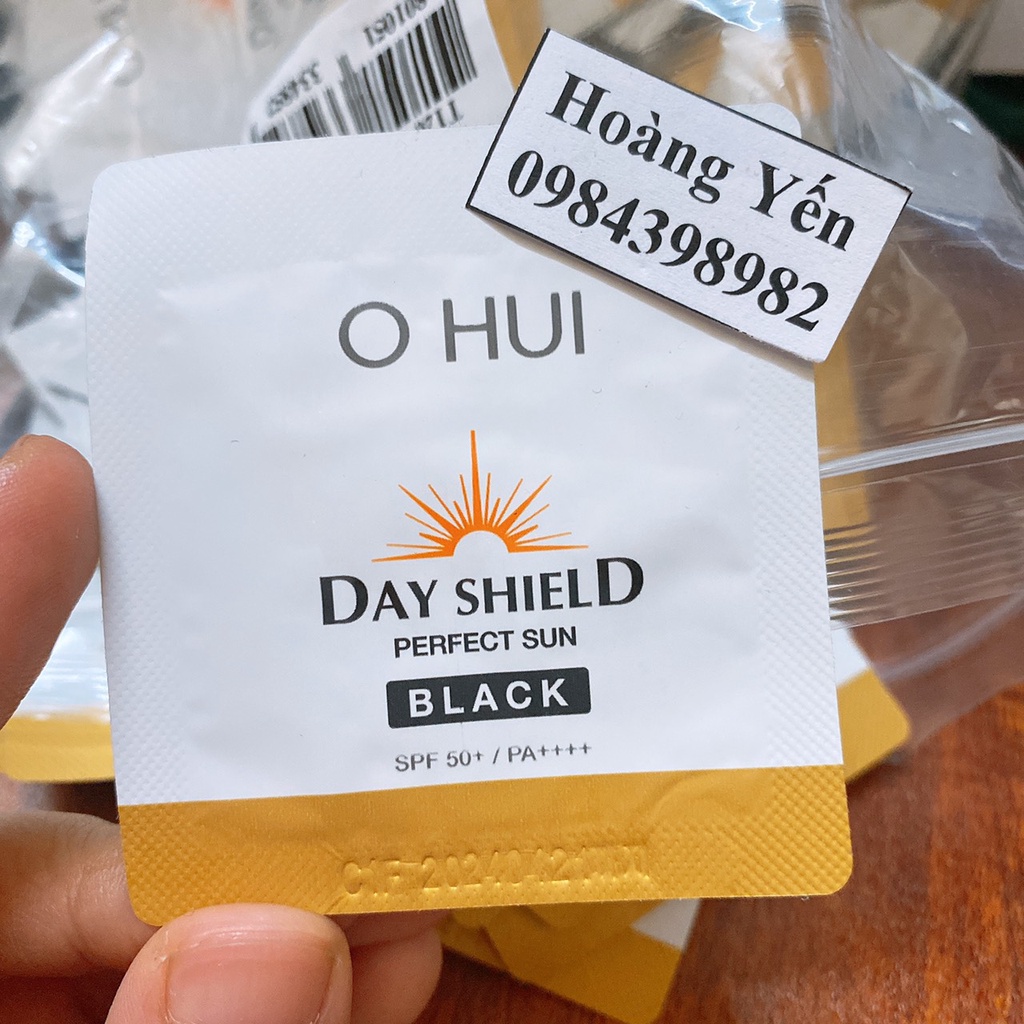 Hoàng Yến
0984398982
O HUI
DAY SHIELD
PERFECT SUN
BLACK
SPF 50+ / PA++++